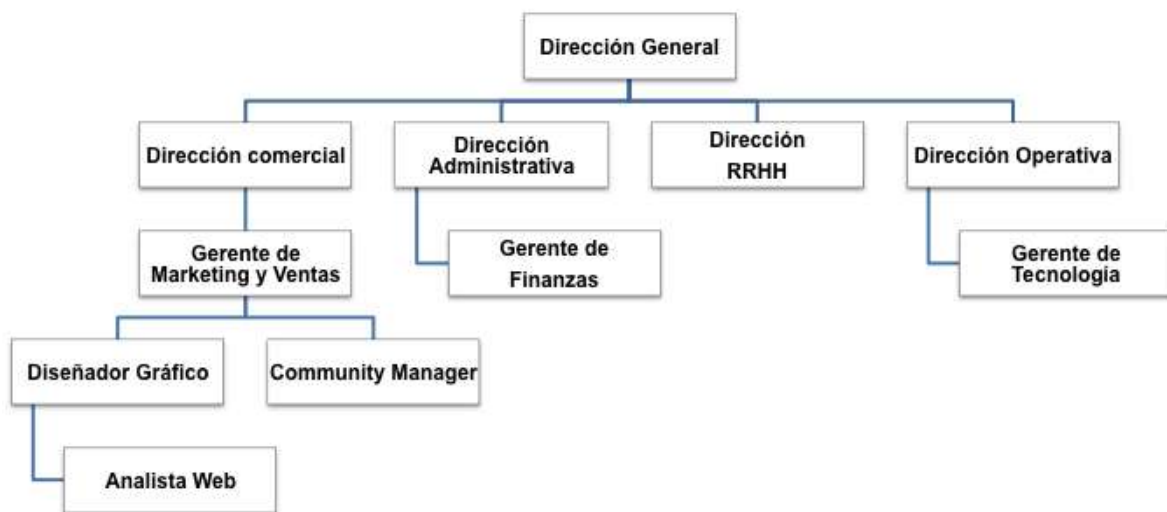 Dirección General
Dirección comercial
Dirección
Administrativa
Dirección
RRHH
Dirección Operativa
Gerente de
Marketing y Ventas
Gerente de
Finanzas
Gerente de
Tecnología
Diseñador Gráfico
Community Manager
Analista Web